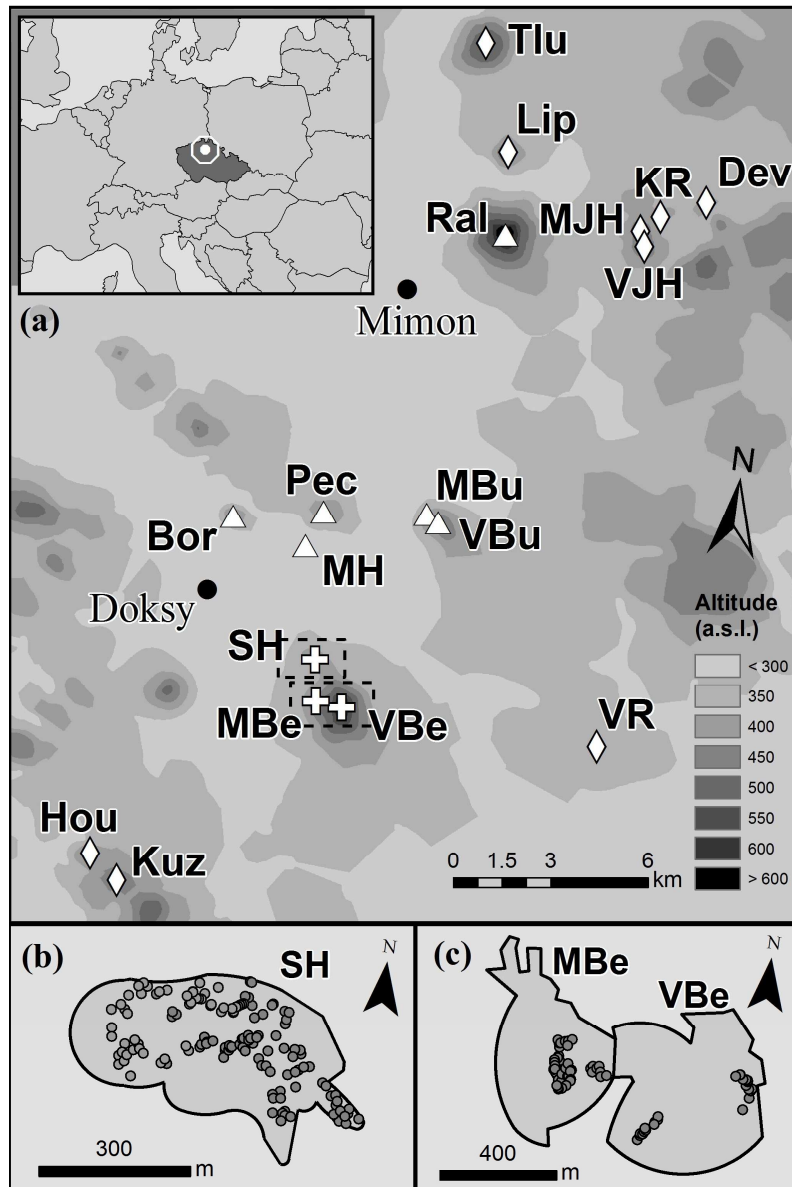 Tlu
Lip
KR
Dev
Ral
MJH
VJH
Mimon
(a)
N
Pec
MBu
Bor
VBu
MH
Doksy
Altitude
(a.s.l.)
< 300
350
400
450
500
550
600
> 600
SH
MBe
VBe
VR
Hou
Kuz
0 1.5 3 6
km
(b)
SH
N
300
m
(c)
MBe
VBe
N
400
m